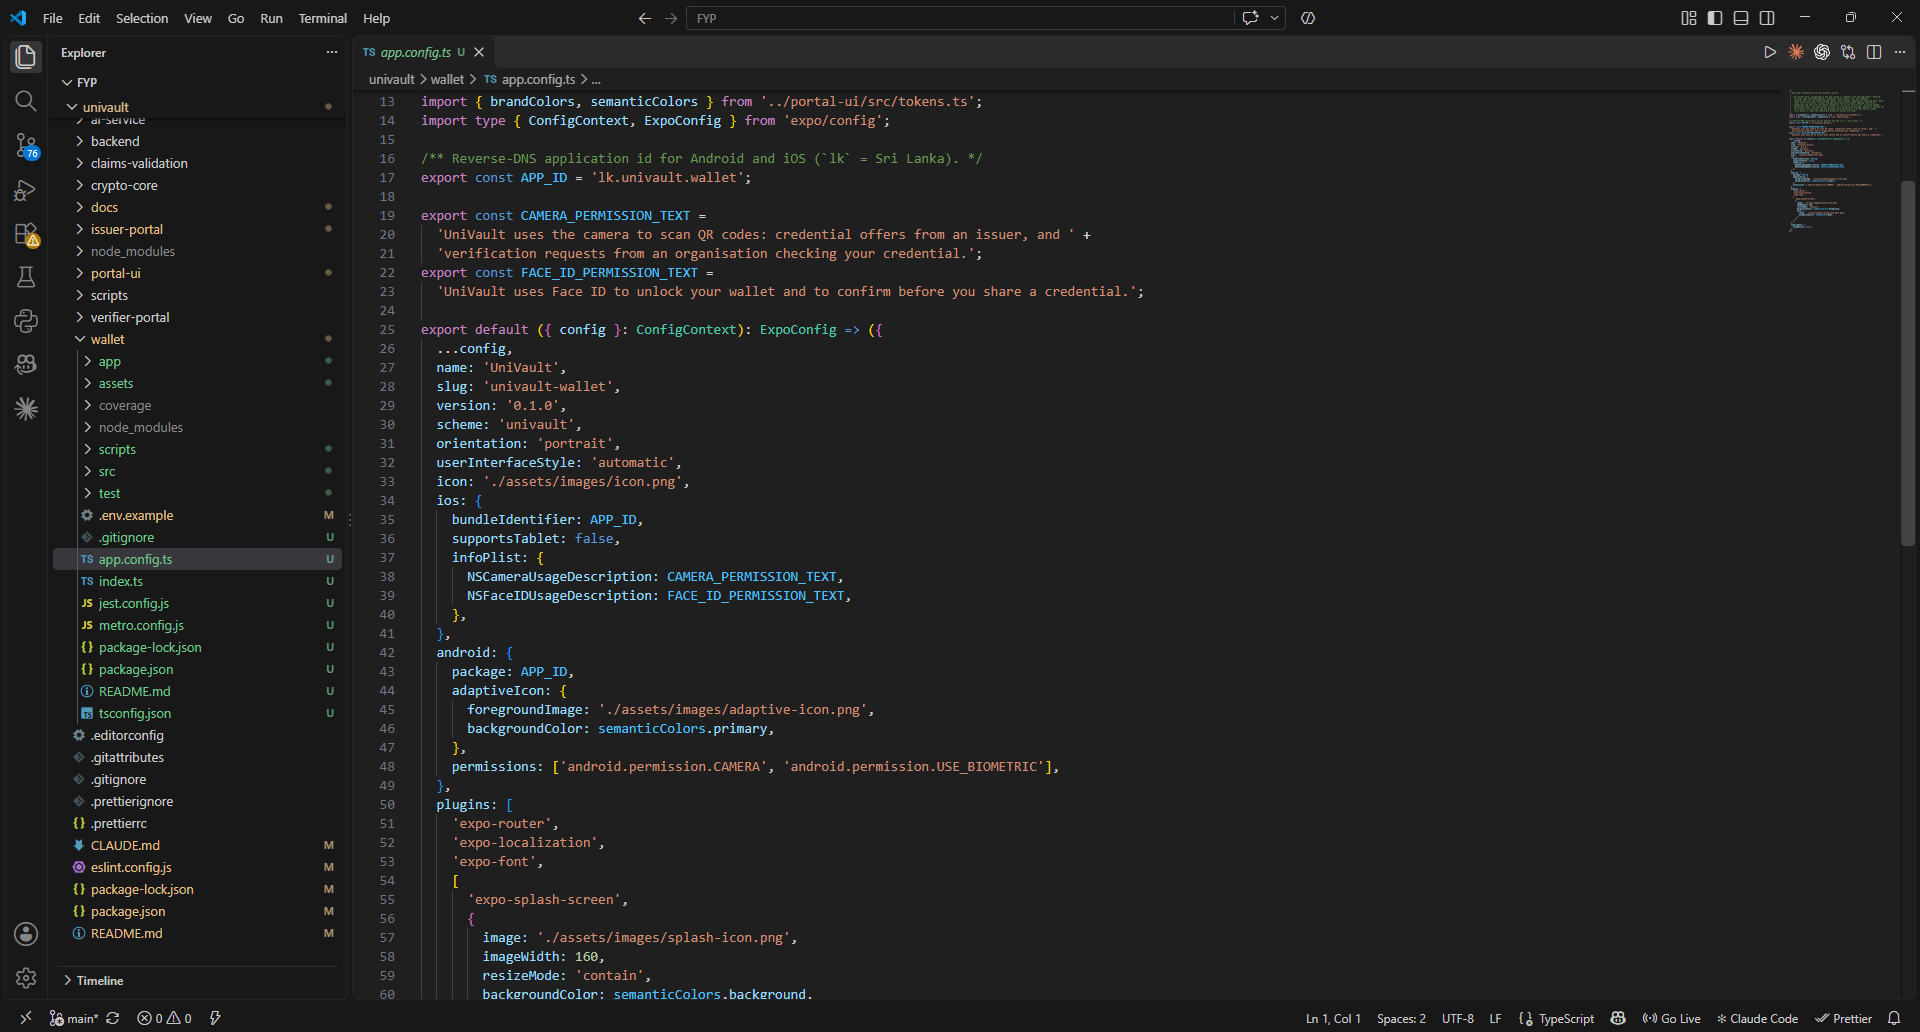 File Edit Selection View Go Run Terminal Help
FYP
Explorer
FYP
univault
ai-service
backend
claims-validation
crypto-core
docs
issuer-portal
node_modules
portal-ui
scripts
verifier-portal
wallet
app
assets
coverage
node_modules
scripts
src
test
.env.example M
.gitignore U
TS app.config.ts U
TS index.ts U
JS jest.config.js U
JS metro.config.js U
{} package-lock.json U
{} package.json U
README.md U
tsconfig.json U
.editorconfig
.gitattributes
.gitignore
.prettierignore
{} .prettierrc
CLAUDE.md M
eslint.config.js M
{} package-lock.json M
{} package.json M
README.md M
Timeline
76
TS app.config.ts U
univault > wallet > TS app.config.ts > ...
13 import { brandColors, semanticColors } from '../portal-ui/src/tokens.ts';
14 import type { ConfigContext, ExpoConfig } from 'expo/config';
15
16 /** Reverse-DNS application id for Android and iOS (`lk` = Sri Lanka). */
17 export const APP_ID = 'lk.univault.wallet';
18
19 export const CAMERA_PERMISSION_TEXT =
20 'UniVault uses the camera to scan QR codes: credential offers from an issuer, and ' +
21 'verification requests from an organisation checking your credential.';
22 export const FACE_ID_PERMISSION_TEXT =
23 'UniVault uses Face ID to unlock your wallet and to confirm before you share a credential.';
24
25 export default ({ config }: ConfigContext): ExpoConfig => ({
26 ...config,
27 name: 'UniVault',
28 slug: 'univault-wallet',
29 version: '0.1.0',
30 scheme: 'univault',
31 orientation: 'portrait',
32 userInterfaceStyle: 'automatic',
33 icon: './assets/images/icon.png',
34 ios: {
35 bundleIdentifier: APP_ID,
36 supportsTablet: false,
37 infoPlist: {
38 NSCameraUsageDescription: CAMERA_PERMISSION_TEXT,
39 NSFaceIDUsageDescription: FACE_ID_PERMISSION_TEXT,
40 },
41 },
42 android: {
43 package: APP_ID,
44 adaptiveIcon: {
45 foregroundImage: './assets/images/adaptive-icon.png',
46 backgroundColor: semanticColors.primary,
47 },
48 permissions: ['android.permission.CAMERA', 'android.permission.USE_BIOMETRIC'],
49 },
50 plugins: [
51 'expo-router',
52 'expo-localization',
53 'expo-font',
54 [
55 'expo-splash-screen',
56 {
57 image: './assets/images/splash-icon.png',
58 imageWidth: 160,
59 resizeMode: 'contain',
60 backgroundColor: semanticColors.background,
main* 0 0
Ln 1, Col 1 Spaces: 2 UTF-8 LF {} TypeScript Go Live Claude Code Prettier